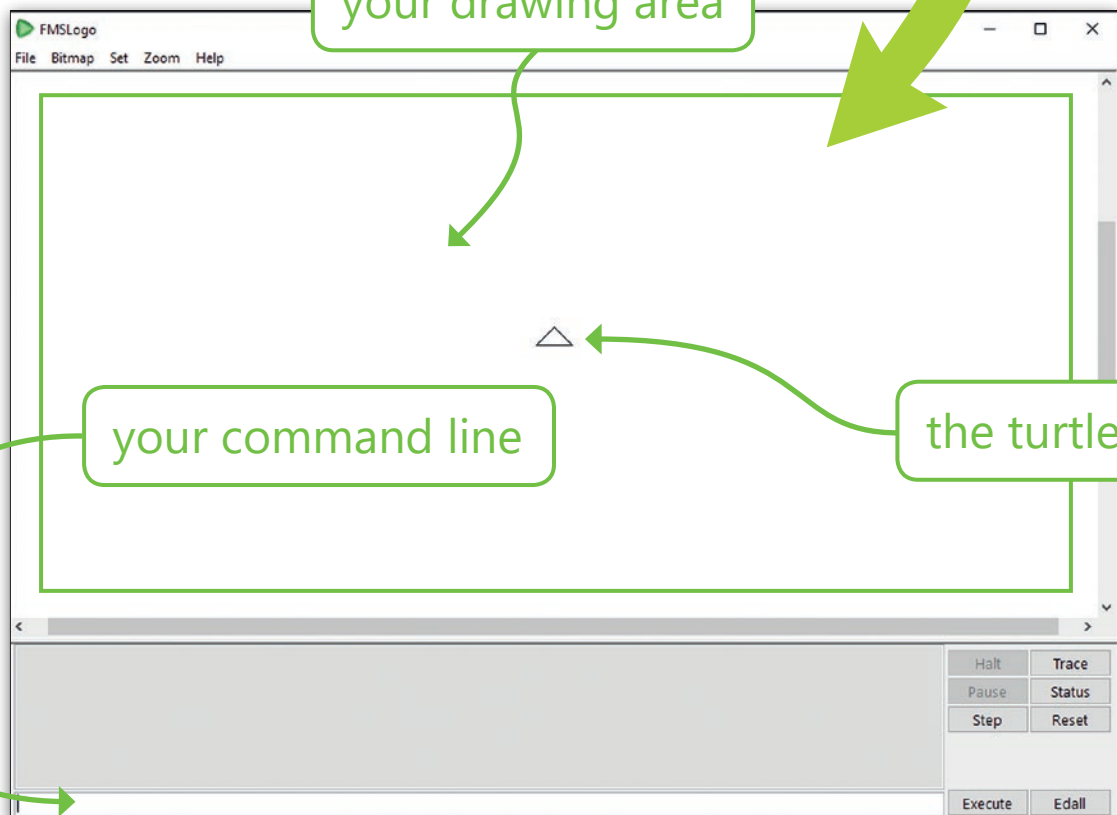 your drawing area
FMSLogo
File Bitmap Set Zoom Help
your command line
the turtle
Halt Trace
Pause Status
Step Reset
Execute Edall